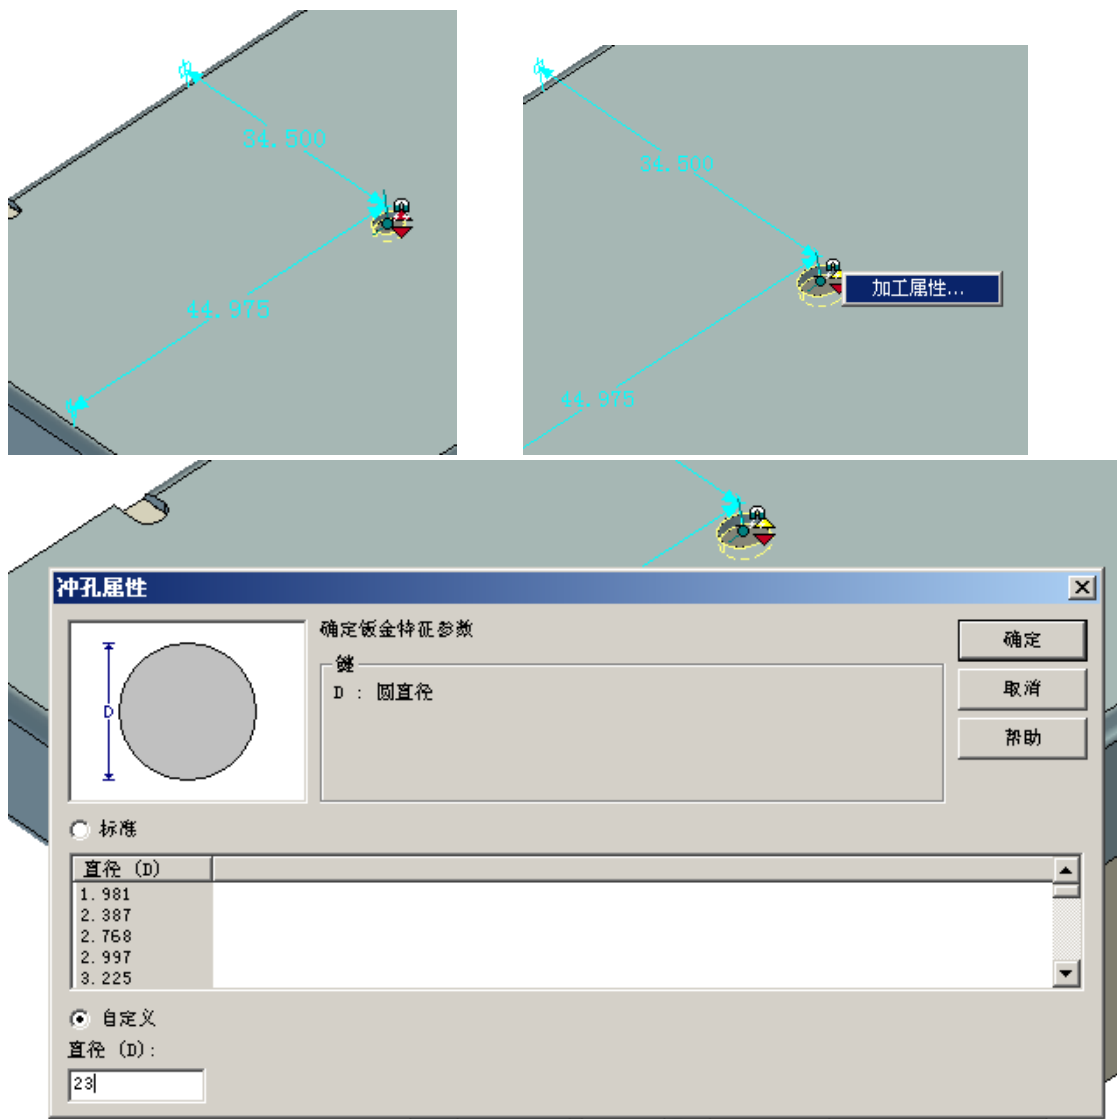 34.500
44.975
34.500
加工属性...
44.975
冲孔属性
确定钣金特征参数
键
D : 圆直径
确定
取消
帮助
D
标准
直径 (D)
1.981
2.387
2.768
2.997
3.225
自定义
直径 (D):
23